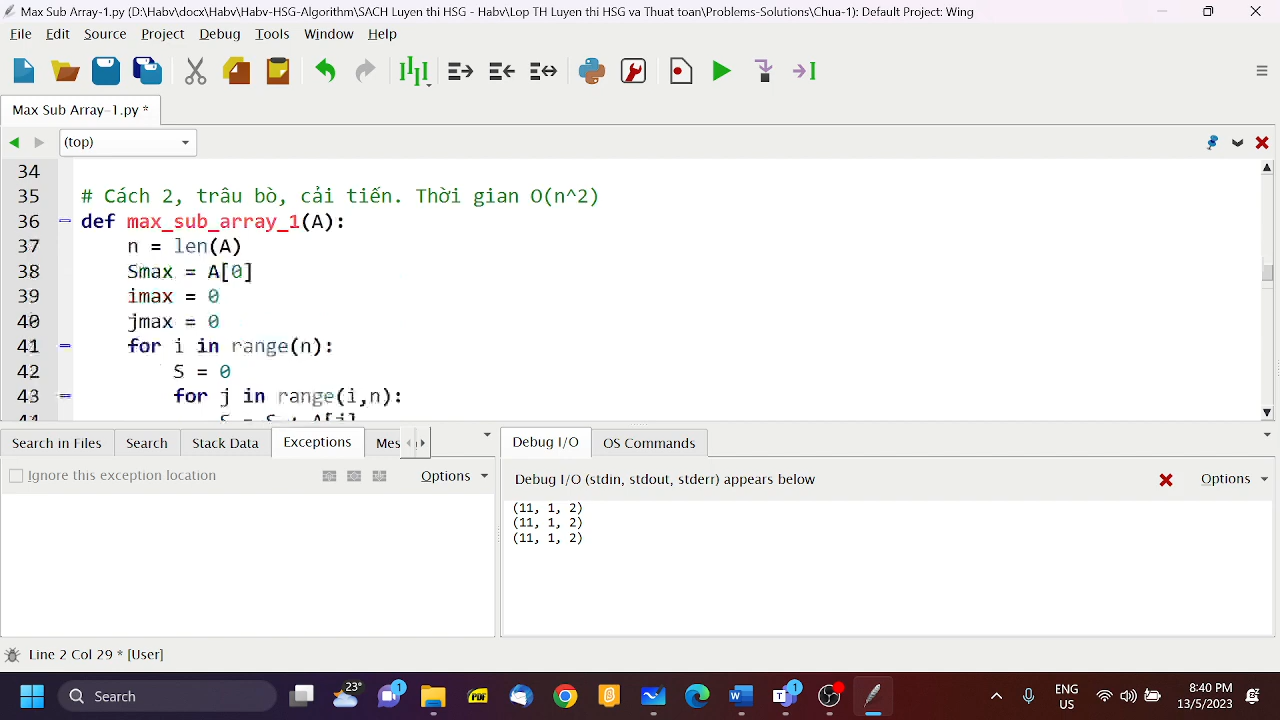 Max Sub Array-1.py (D:\Habv\docx\Habv\Habv-HSG-Algorithm\SACH Luyen thi HSG - Habv\Lop TH Luyen thi HSG va Thuat toan\Problems-Solutions\Chua-1): Default Project: Wing
File Edit Source Project Debug Tools Window Help
Max Sub Array-1.py *
(top)
34
35 # Cách 2, trâu bò, cải tiến. Thời gian O(n^2)
36 def max_sub_array_1(A):
37 n = len(A)
38 Smax = A[0]
39 imax = 0
40 jmax = 0
41 for i in range(n):
42 S = 0
43 for j in range(i,n):
44 S = S + A[j]
Search in Files Search Stack Data Exceptions Mes
Debug I/O OS Commands
Ignore this exception location Options
Debug I/O (stdin, stdout, stderr) appears below Options
(11, 1, 2)
(11, 1, 2)
(11, 1, 2)
Line 2 Col 29 * [User]
Search
23°
1
PDF
1
ENG
US
8:40 PM
13/5/2023